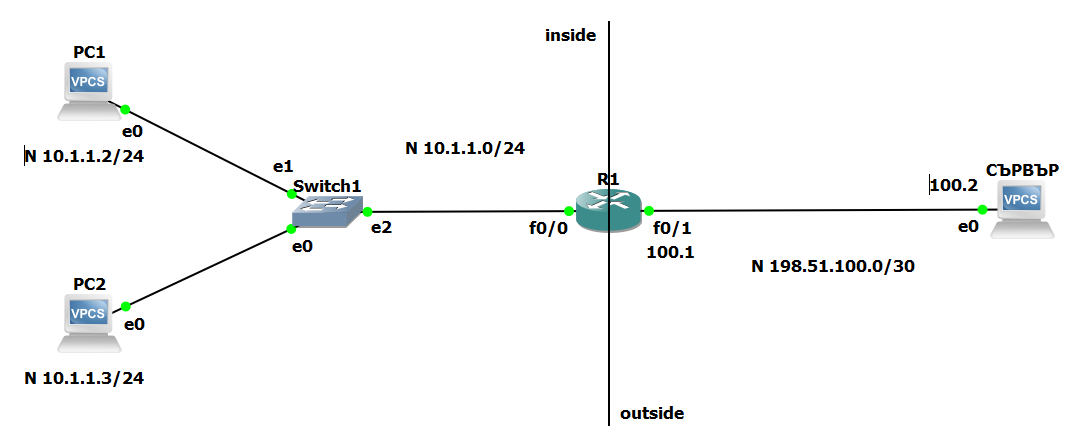 inside
PC1
VPCS
e0
N 10.1.1.2/24
N 10.1.1.0/24
e1
Switch1
e2
e0
R1
f0/0
f0/1
100.1
100.2
СЪРВЪР
VPCS
e0
N 198.51.100.0/30
PC2
VPCS
e0
N 10.1.1.3/24
outside